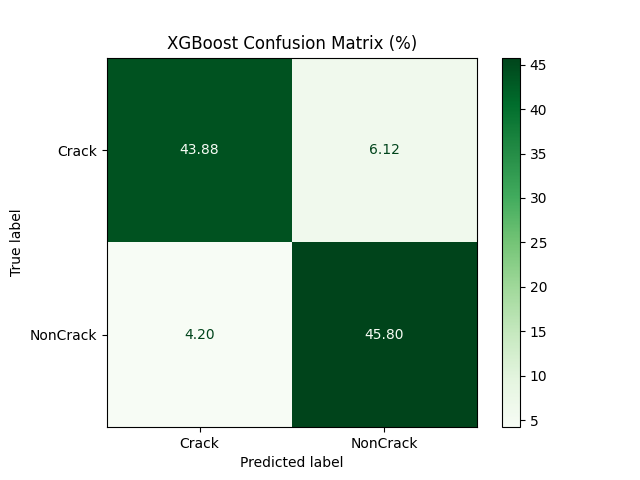 XGBoost Confusion Matrix (%)
True label
Crack
NonCrack
43.88
6.12
4.20
45.80
Crack
NonCrack
Predicted label
45
40
35
30
25
20
15
10
5